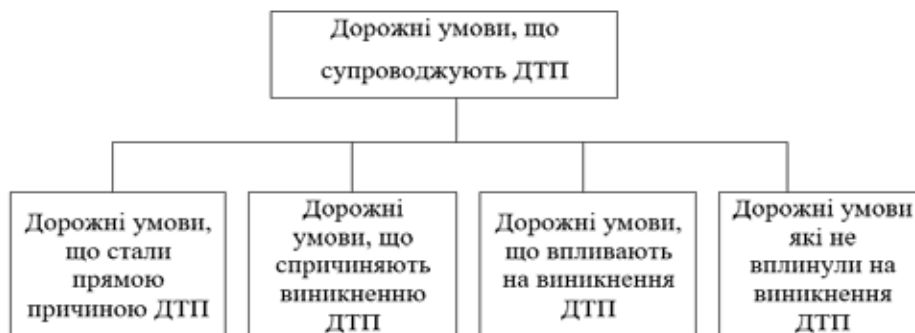 Дорожні умови, що
супроводжують ДТП
Дорожні умови,
що стали
прямою
причиною ДТП
Дорожні
умови, що
спричиняють
виникненню
ДТП
Дорожні умови,
що впливають
на виникнення
ДТП
Дорожні умови
які не
вплинули на
виникнення
ДТП